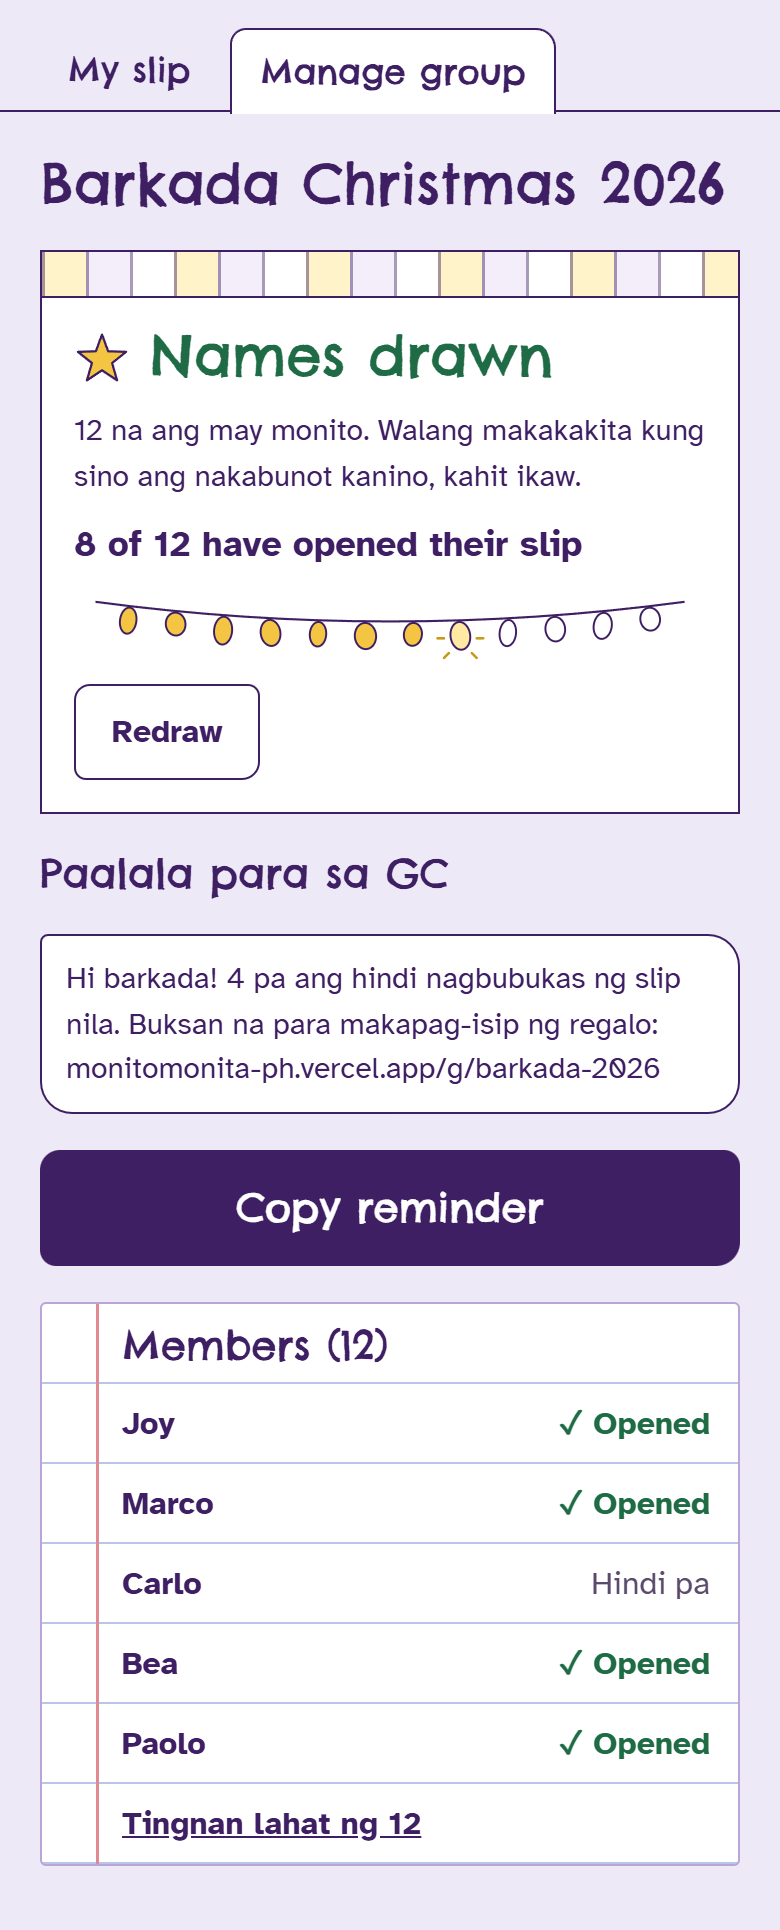 My slip
Manage group
Barkada Christmas 2026
Names drawn
12 na ang may monito. Walang makakakita kung
sino ang nakabunot kanino, kahit ikaw.
8 of 12 have opened their slip
Redraw
Paalala para sa GC
Hi barkada! 4 pa ang hindi nagbubukas ng slip
nila. Buksan na para makapag-isip ng regalo:
monitomonita-ph.vercel.app/g/barkada-2026
Copy reminder
Members (12)
Joy ✓ Opened
Marco ✓ Opened
Carlo Hindi pa
Bea ✓ Opened
Paolo ✓ Opened
Tingnan lahat ng 12